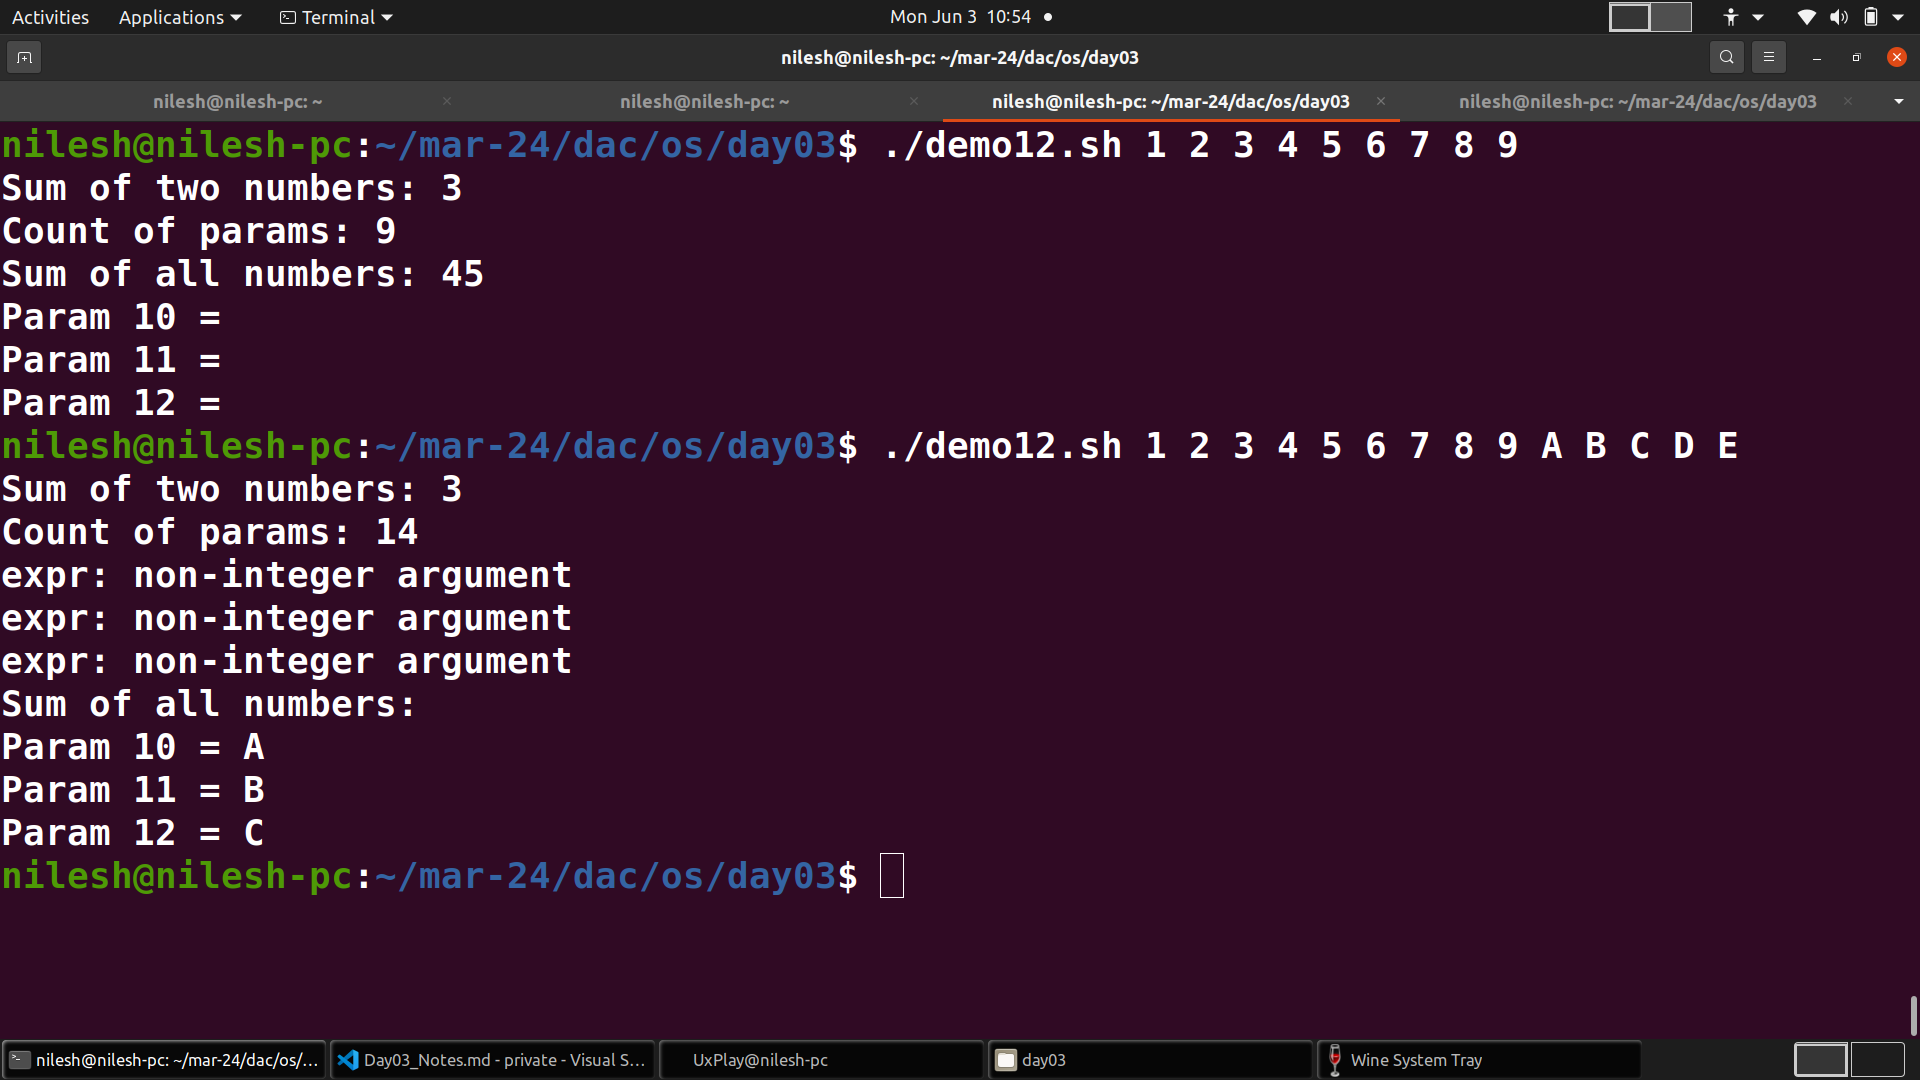 Activities Applications Terminal Mon Jun 3 10:54
nilesh@nilesh-pc: ~/mar-24/dac/os/day03
nilesh@nilesh-pc: ~ nilesh@nilesh-pc: ~ nilesh@nilesh-pc: ~/mar-24/dac/os/day03 nilesh@nilesh-pc: ~/mar-24/dac/os/day03
nilesh@nilesh-pc:~/mar-24/dac/os/day03$ ./demo12.sh 1 2 3 4 5 6 7 8 9
Sum of two numbers: 3
Count of params: 9
Sum of all numbers: 45
Param 10 =
Param 11 =
Param 12 =
nilesh@nilesh-pc:~/mar-24/dac/os/day03$ ./demo12.sh 1 2 3 4 5 6 7 8 9 A B C D E
Sum of two numbers: 3
Count of params: 14
expr: non-integer argument
expr: non-integer argument
expr: non-integer argument
Sum of all numbers:
Param 10 = A
Param 11 = B
Param 12 = C
nilesh@nilesh-pc:~/mar-24/dac/os/day03$
nilesh@nilesh-pc: ~/mar-24/dac/os/... Day03_Notes.md - private - Visual S... UxPlay@nilesh-pc day03 Wine System Tray